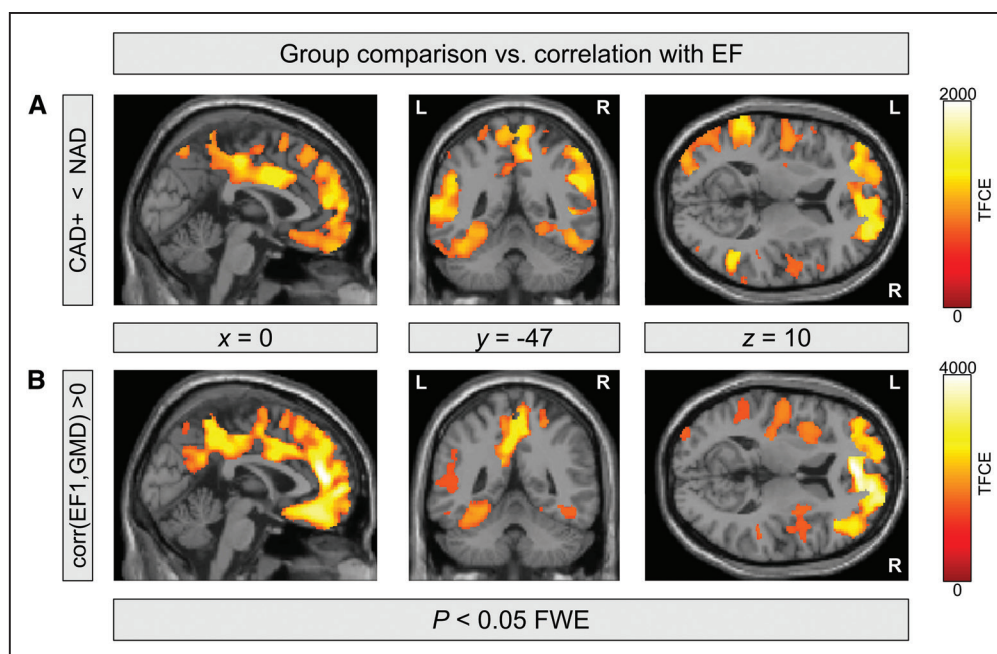 Group comparison vs. correlation with EF
A
CAD+ < NAD
L
R
L
R
2000
TFCE
0
x = 0
y = -47
z = 10
B
corr(EF1,GMD) >0
L
R
L
R
4000
TFCE
0
P < 0.05 FWE